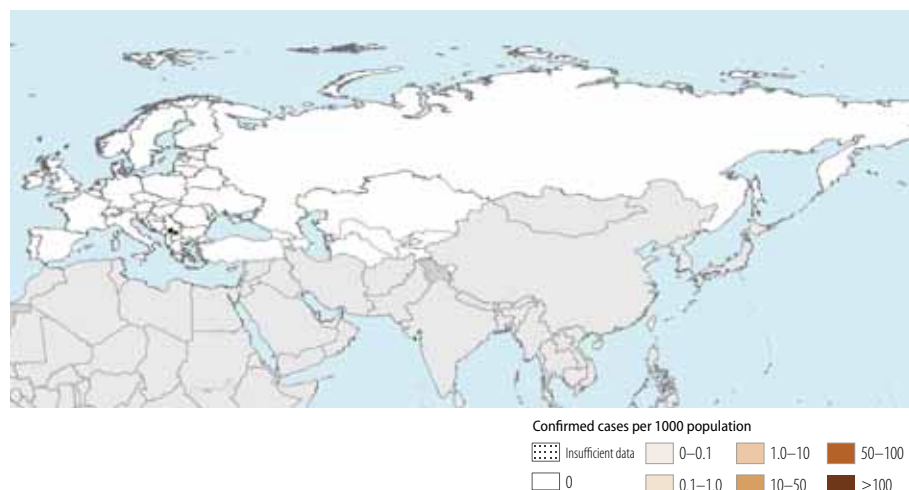 Confirmed cases per 1000 population
Insufficient data 0–0.1 1.0–10 50–100
0 0.1–1.0 10–50 >100